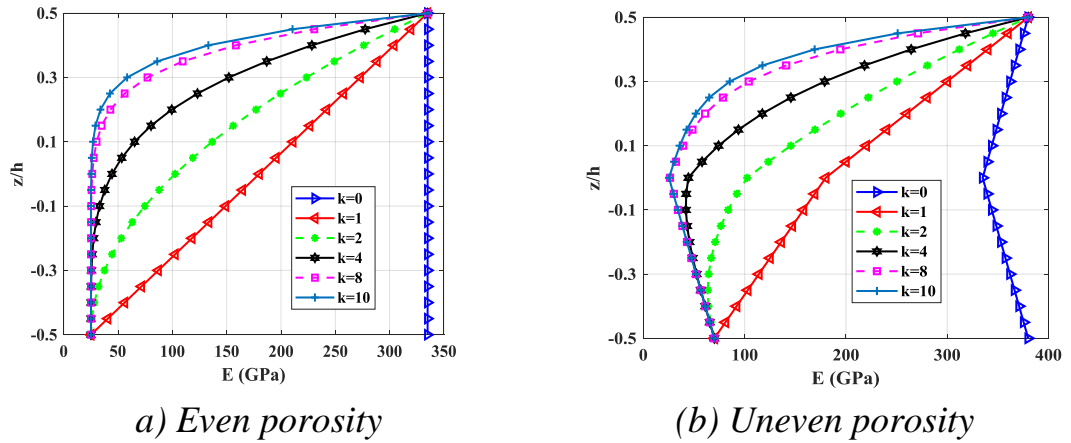 0.5
0.3
0.1
-0.1
-0.3
-0.5
z/h
0 50 100 150 200 250 300 350
E (GPa)
k=0
k=1
k=2
k=4
k=8
k=10
a) Even porosity
0.5
0.3
0.1
-0.1
-0.3
-0.5
z/h
0 100 200 300 400
E (GPa)
k=0
k=1
k=2
k=4
k=8
k=10
(b) Uneven porosity